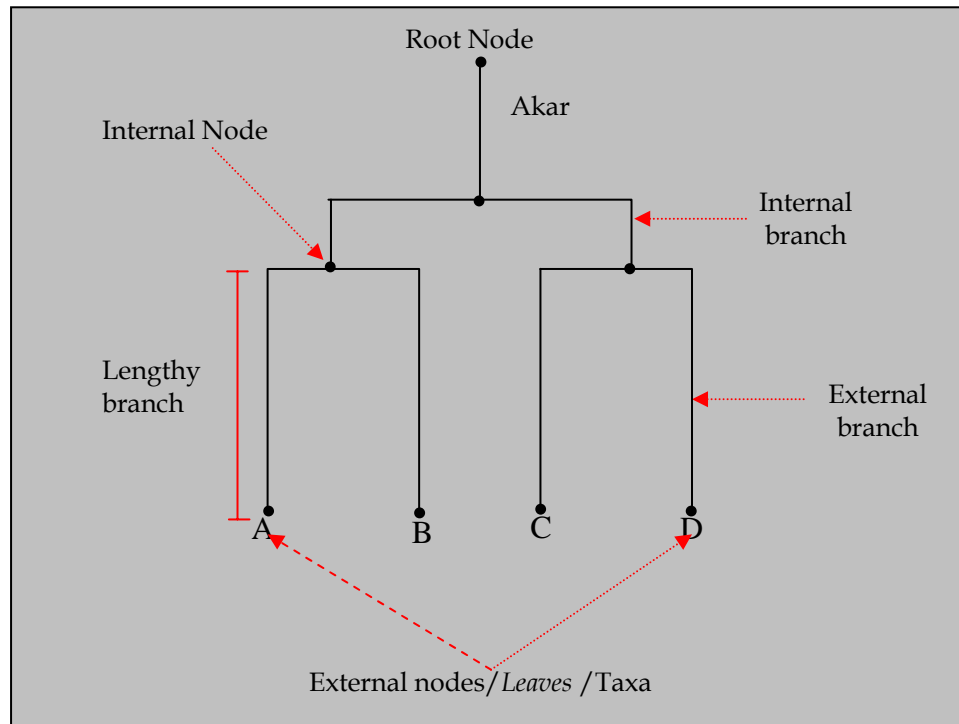 Root Node
Akar
Internal Node
Internal
branch
Lengthy
branch
External
branch
A
B
C
D
External nodes/Leaves /Taxa